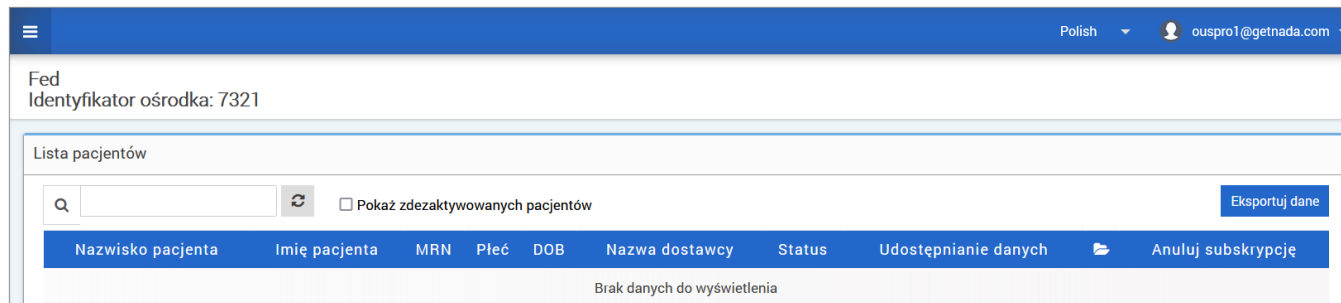 Polish ouspro1@getnada.com
Fed
Identyfikator ośrodka: 7321
Lista pacjentów
Pokaż zdezaktywowanych pacjentów Eksportuj dane
Nazwisko pacjenta Imię pacjenta MRN Płeć DOB Nazwa dostawcy Status Udostępnianie danych Anuluj subskrypcję
Brak danych do wyświetlenia